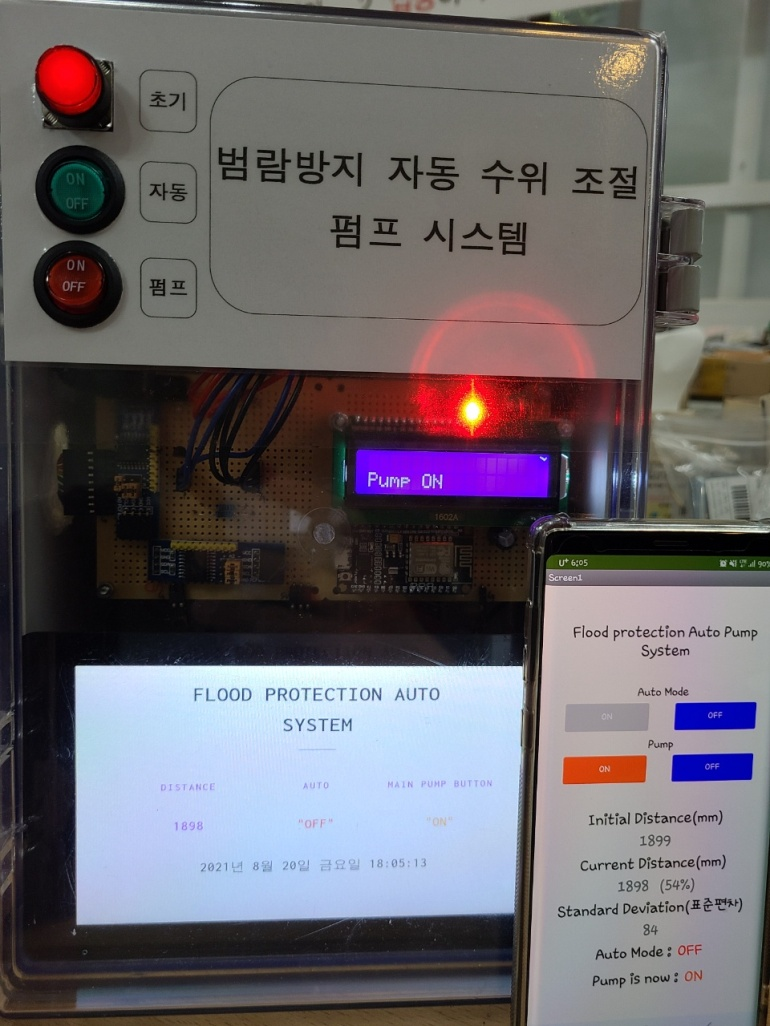 초기
ON
OFF
자동
ON
OFF
펌프
범람방지 자동 수위 조절
펌프 시스템
Pump ON
1602A
FLOOD PROTECTION AUTO
SYSTEM
DISTANCE AUTO MAIN PUMP BUTTON
1898 "OFF" "ON"
2021년 8월 20일 금요일 18:05:13
U+ 6:05 90%
Screen1
Flood protection Auto Pump
System
Auto Mode
ON OFF
Pump
ON OFF
Initial Distance(mm)
1899
Current Distance(mm)
1898 (54%)
Standard Deviation(표준편차)
84
Auto Mode : OFF
Pump is now : ON